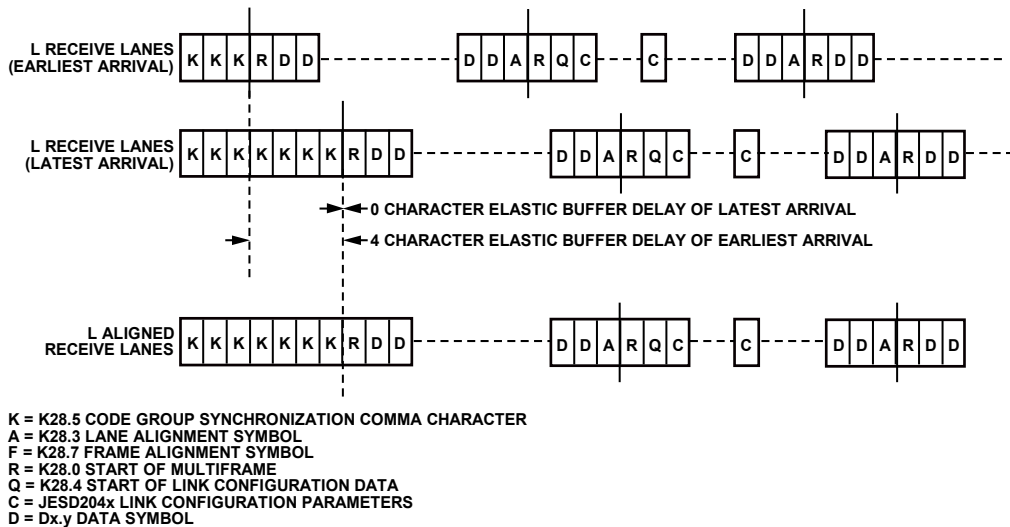 L RECEIVE LANES
(EARLIEST ARRIVAL)
K K K R D D
D D A R Q C
C
D D A R D D
L RECEIVE LANES
(LATEST ARRIVAL)
K K K K K K K R D D
D D A R Q C
C
D D A R D D
0 CHARACTER ELASTIC BUFFER DELAY OF LATEST ARRIVAL
4 CHARACTER ELASTIC BUFFER DELAY OF EARLIEST ARRIVAL
L ALIGNED
RECEIVE LANES
K K K K K K K R D D
D D A R Q C
C
D D A R D D
K = K28.5 CODE GROUP SYNCHRONIZATION COMMA CHARACTER
A = K28.3 LANE ALIGNMENT SYMBOL
F = K28.7 FRAME ALIGNMENT SYMBOL
R = K28.0 START OF MULTIFRAME
Q = K28.4 START OF LINK CONFIGURATION DATA
C = JESD204x LINK CONFIGURATION PARAMETERS
D = Dx.y DATA SYMBOL